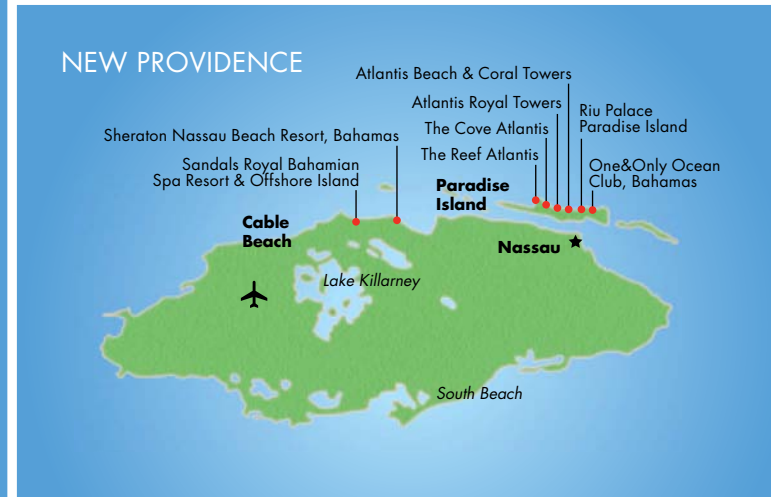 NEW PROVIDENCE
Atlantis Beach & Coral Towers
Atlantis Royal Towers
The Cove Atlantis
The Reef Atlantis
Riu Palace
Paradise Island
One&Only Ocean
Club, Bahamas
Sheraton Nassau Beach Resort, Bahamas
Sandals Royal Bahamian
Spa Resort & Offshore Island
Paradise
Island
Cable
Beach
Nassau
Lake Killarney
South Beach